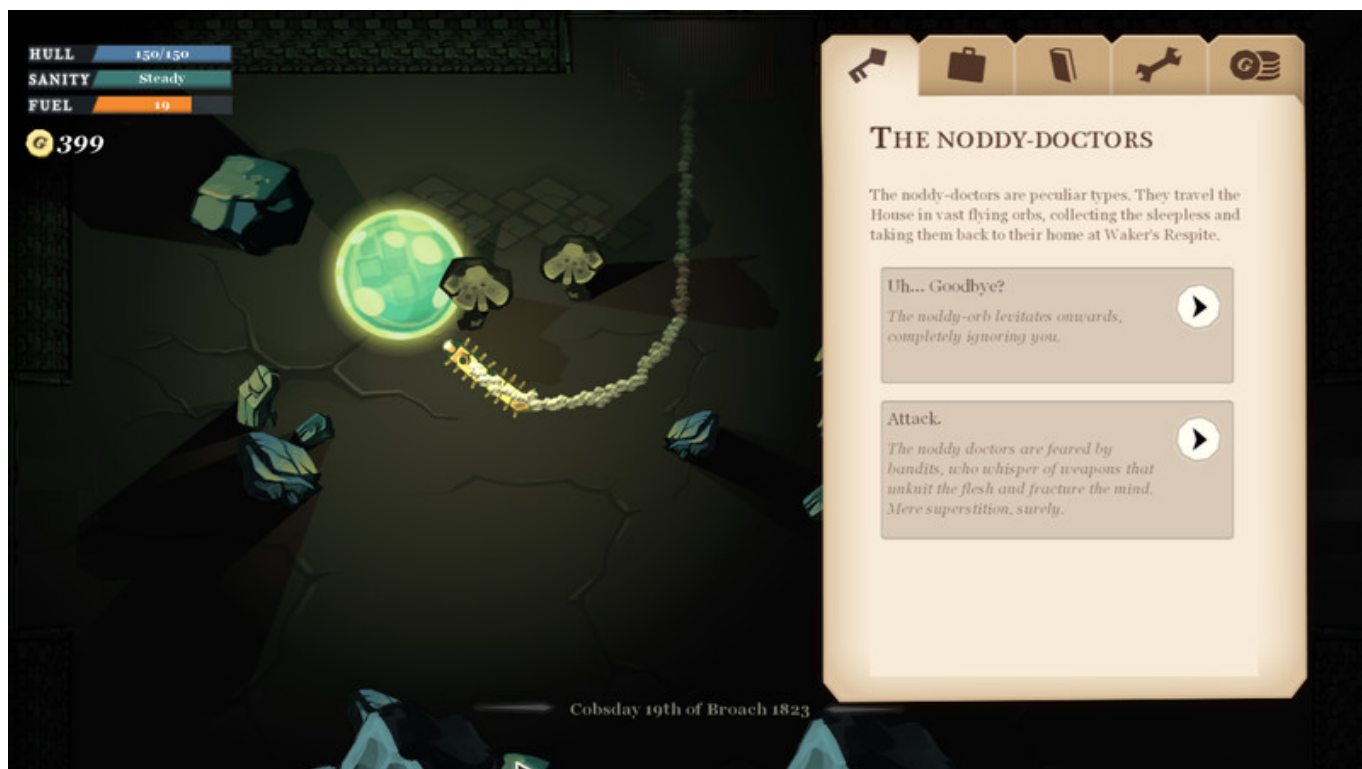 HULL 150/150
SANITY Steady
FUEL 19
G 399
G
THE NODDY-DOCTORS
The noddy-doctors are peculiar types. They travel the
House in vast flying orbs, collecting the sleepless and
taking them back to their home at Waker's Respite.
Uh... Goodbye?
The noddy-orb levitates onwards,
completely ignoring you.
Attack.
The noddy doctors are feared by
bandits, who whisper of weapons that
unknit the flesh and fracture the mind.
Mere superstition, surely.
Cobsday 19th of Broach 1823